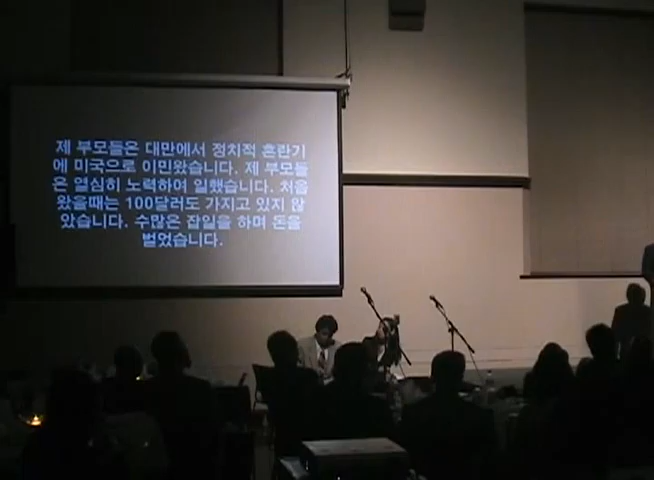 제 부모들은 대만에서 정치적 혼란기
에 미국으로 이민왔습니다. 제 부모들
은 열심히 노력하여 일했습니다. 처음
왔을때는 100달러도 가지고 있지 않
았습니다. 수많은 잡일을 하며 돈을
벌었습니다.